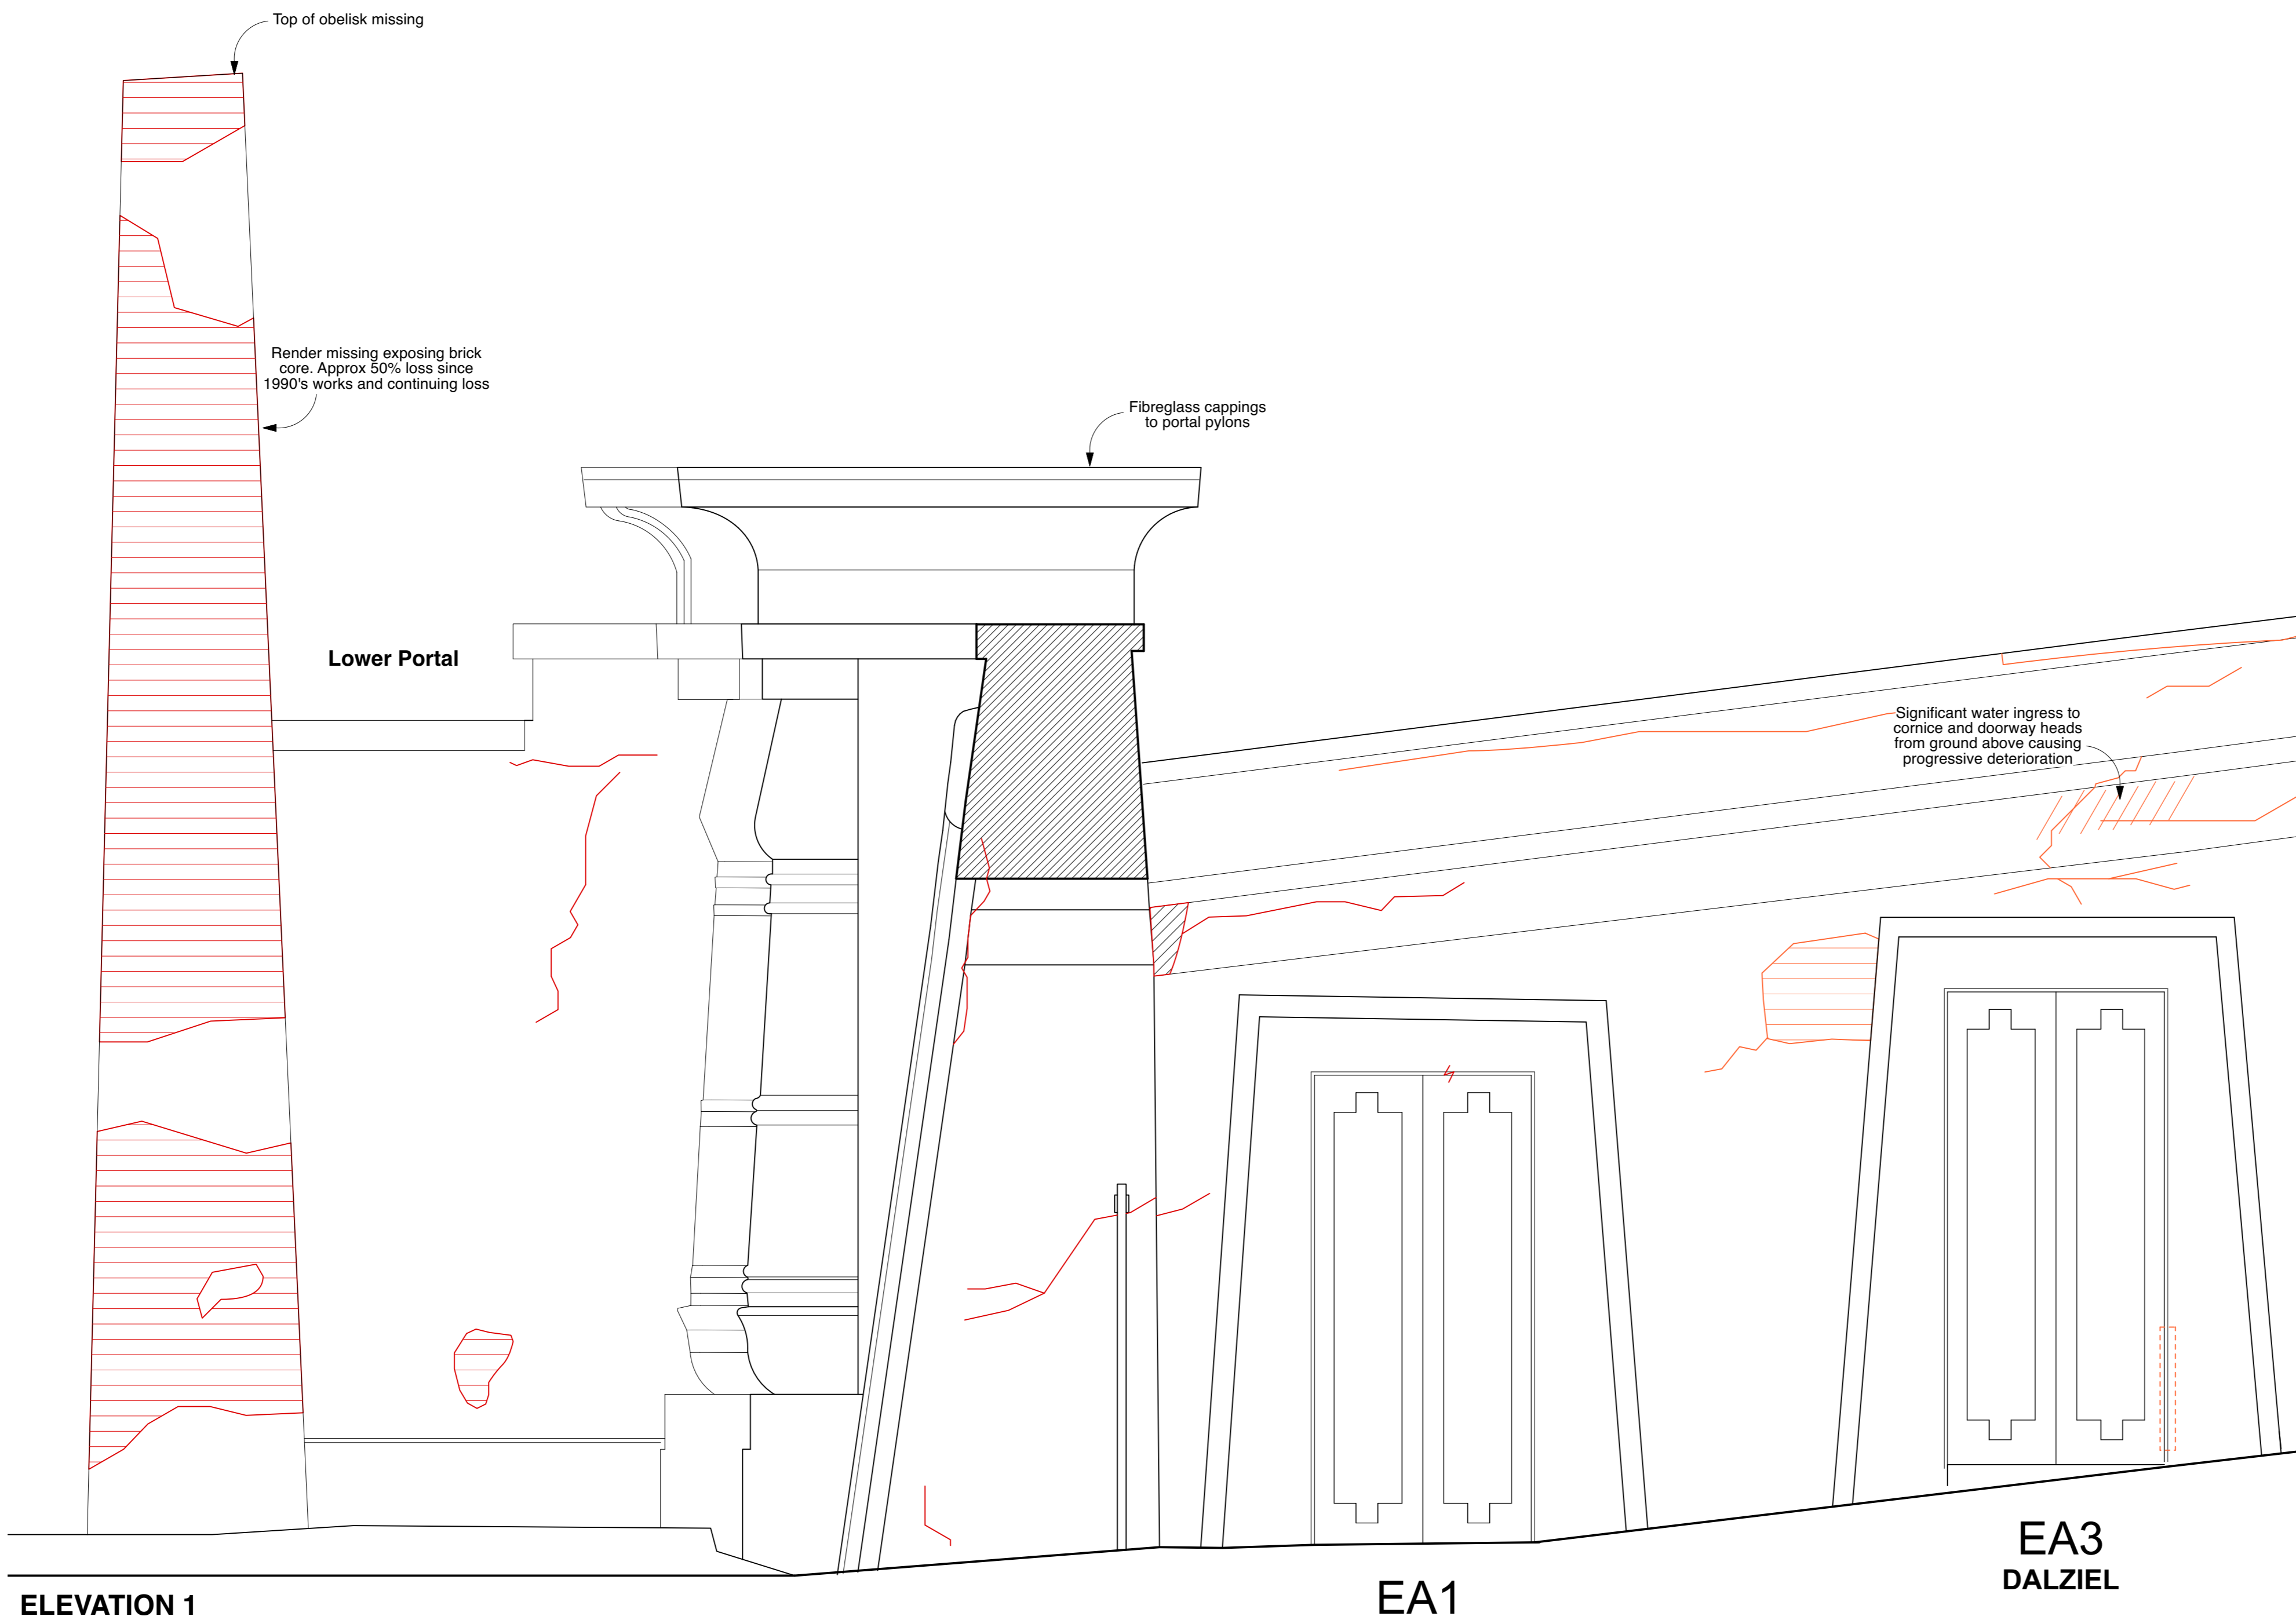 Top of obelisk missing
Render missing exposing brick
core. Approx 50% loss since
1990's works and continuing loss
Fibreglass cappings
to portal pylons
Lower Portal
Significant water ingress to
cornice and doorway heads
from ground above causing
progressive deterioration
EA3
DALZIEL
EA1
ELEVATION 1